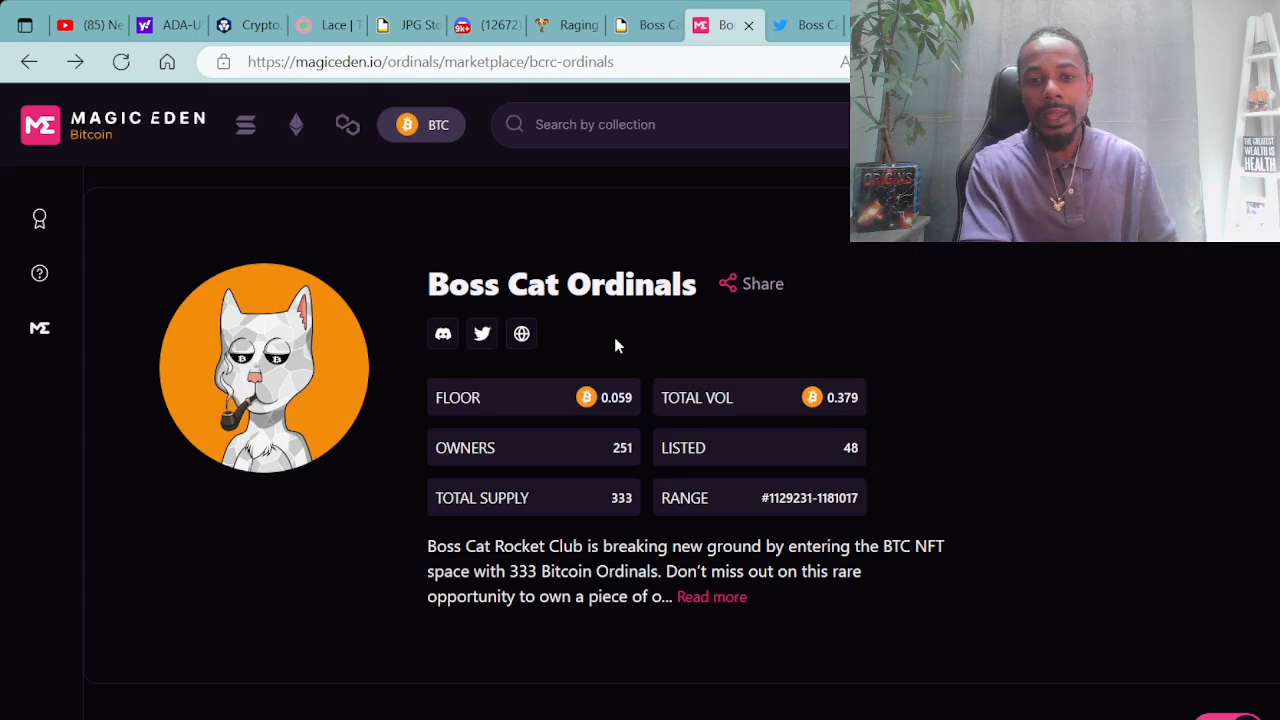 (85) Ne
ADA-U
Crypto.
Lace | T
JPG Sto
9k+
(12672)
Raging
Boss Ca
Bo:
Boss Ca
https://magiceden.io/ordinals/marketplace/bcrc-ordinals
A
MAGIC EDEN
Bitcoin
BTC
Search by collection
ORIGINS
THE GREATEST
WEALTH IS
HEALTH
Boss Cat Ordinals
Share
FLOOR 0.059
TOTAL VOL 0.379
OWNERS 251
LISTED 48
TOTAL SUPPLY 333
RANGE #1129231-1181017
Boss Cat Rocket Club is breaking new ground by entering the BTC NFT
space with 333 Bitcoin Ordinals. Don’t miss out on this rare
opportunity to own a piece of o... Read more